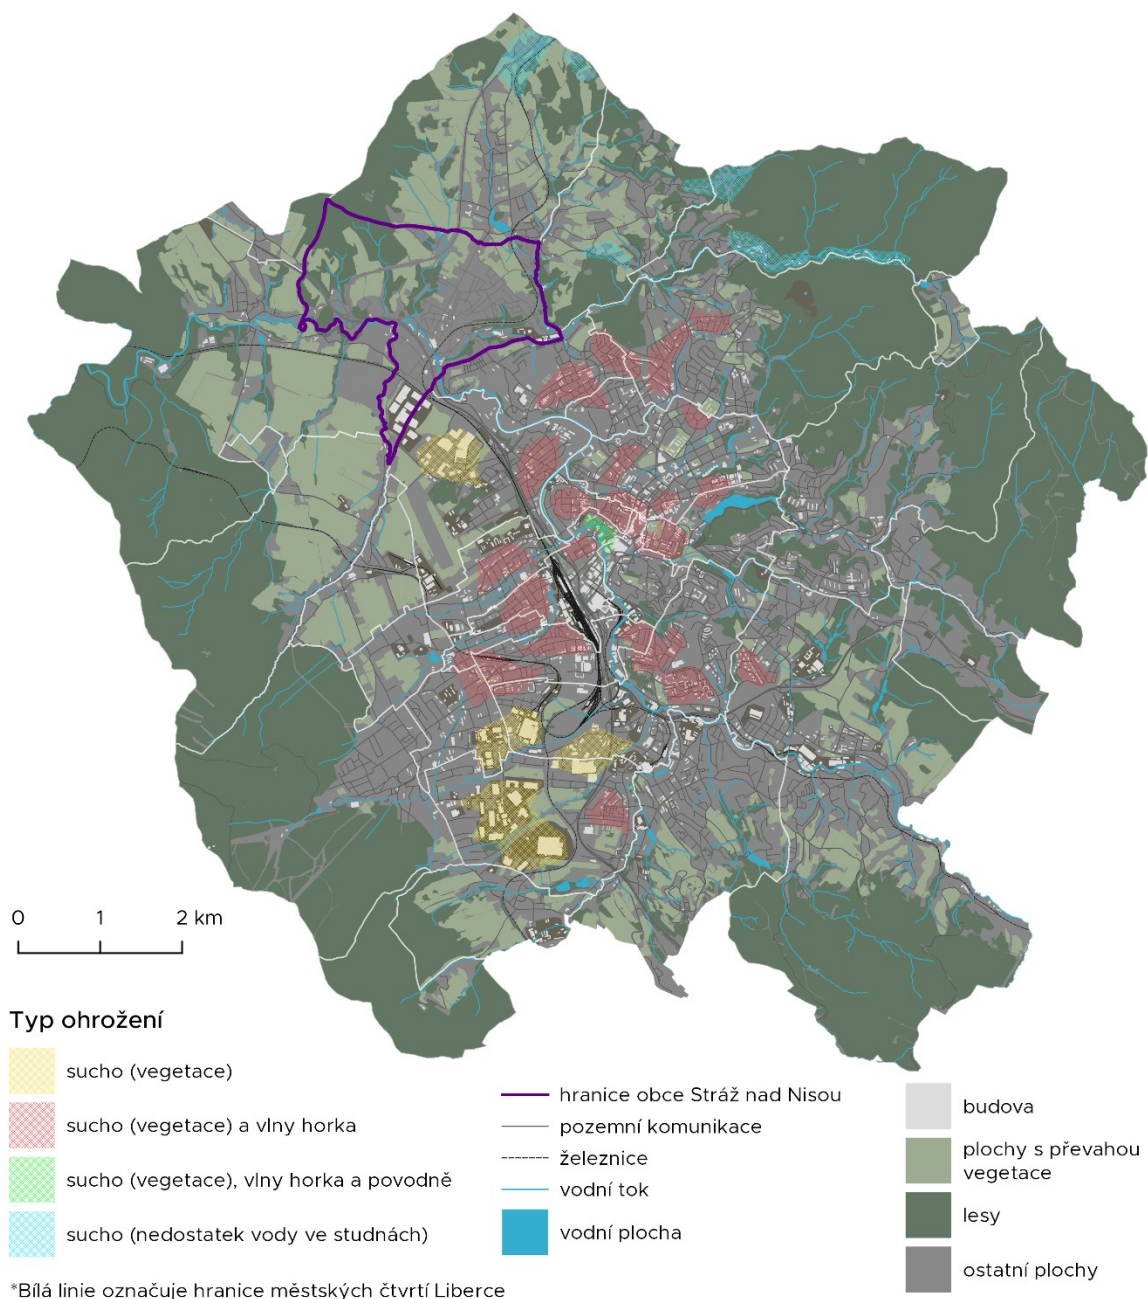 0 1 2 km
Typ ohrožení
sucho (vegetace)
sucho (vegetace) a vlny horka
sucho (vegetace), vlny horka a povodně
sucho (nedostatek vody ve studnách)
*Bílá linie označuje hranice městských čtvrtí Liberce
hranice obce Stráž nad Nisou
pozemní komunikace
železnice
vodní tok
vodní plocha
budova
plochy s převahou
vegetace
lesy
ostatní plochy